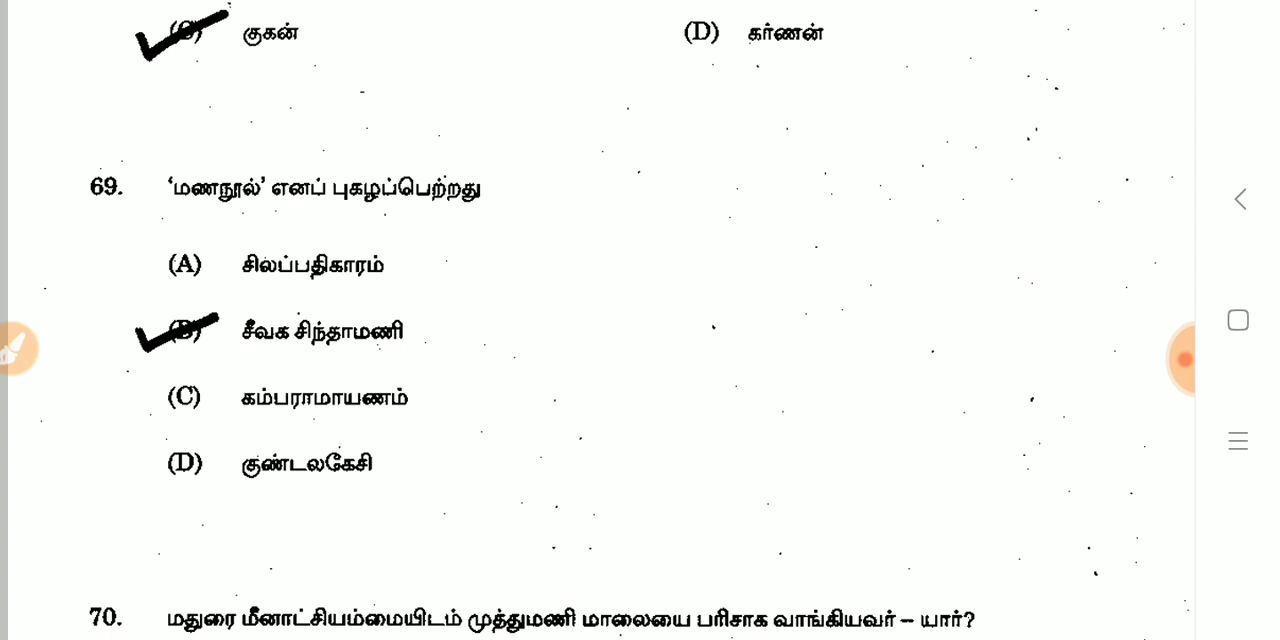 (C) குகன் (D) கர்ணன்
69. ‘மணநூல்’ எனப் புகழப்பெற்றது
(A) சிலப்பதிகாரம்
(B) சீவக சிந்தாமணி
(C) கம்பராமாயணம்
(D) குண்டலகேசி
70. மதுரை மீனாட்சியம்மையிடம் முத்துமணி மாலையை பரிசாக வாங்கியவர் – யார்?